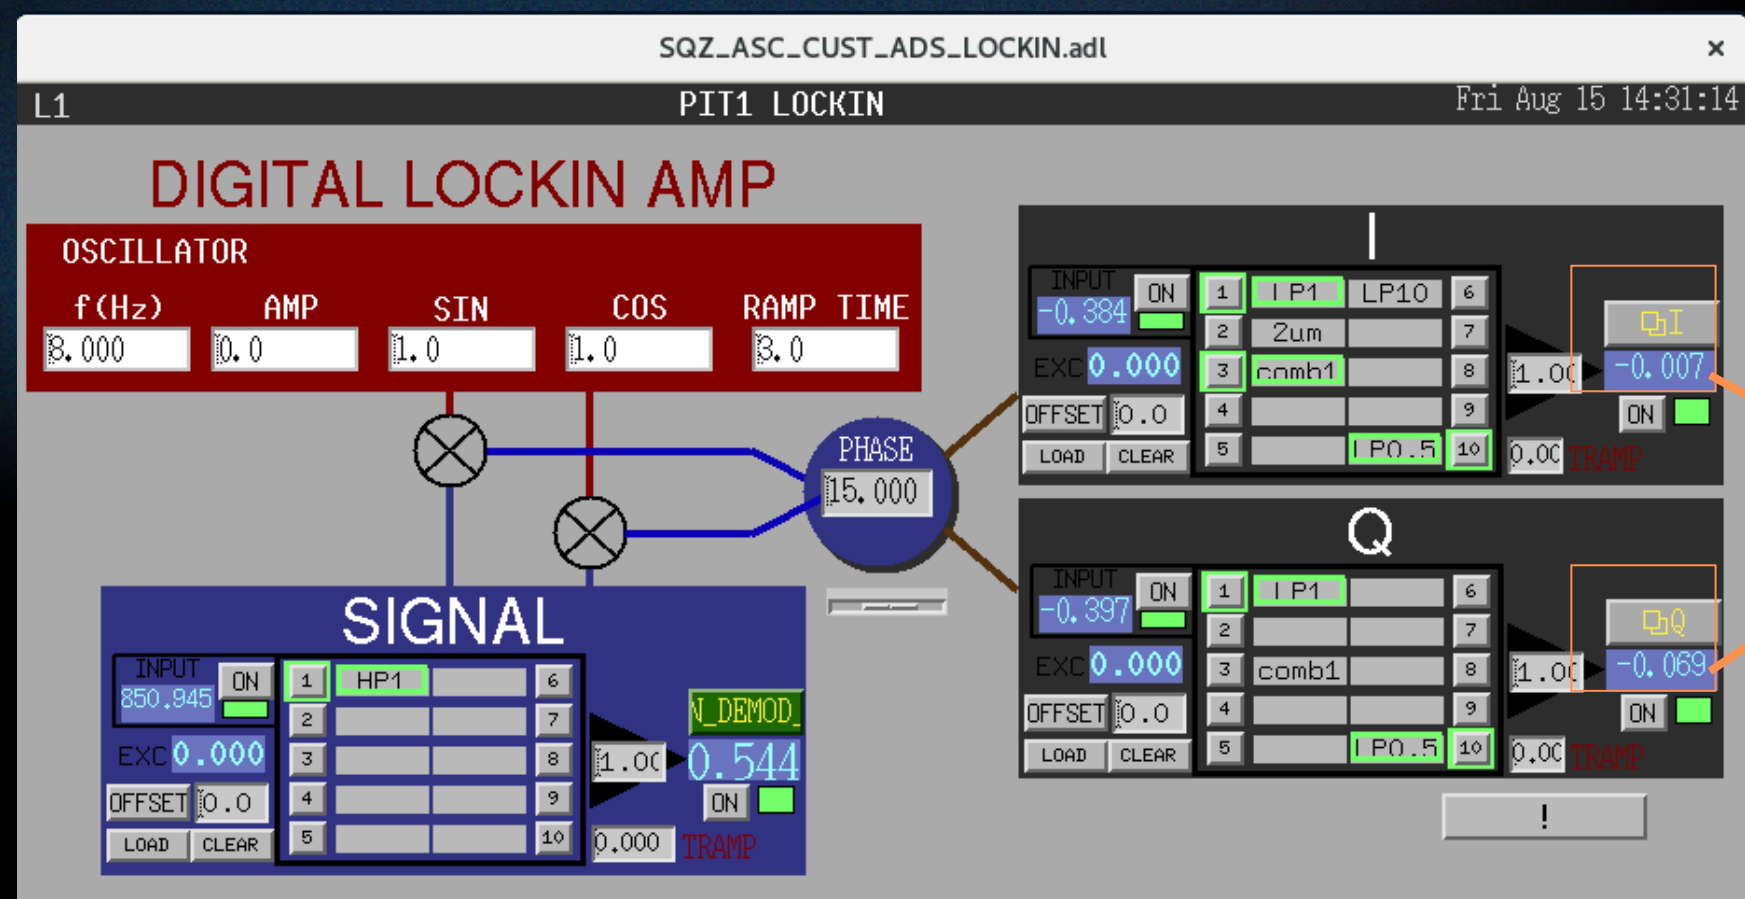 SQZ_ASC_CUST_ADS_LOCKIN.adl ×
L1 PIT1 LOCKIN Fri Aug 15 14:31:14
DIGITAL LOCKIN AMP
OSCILLATOR
f(Hz) AMP SIN COS RAMP TIME
8.000 0.0 1.0 1.0 3.0
PHASE
15.000
I
INPUT
-0.384
ON
EXC 0.000
OFFSET 0.0
LOAD CLEAR
1 LP1 LP10 6
2 2um 7
3 comb1 8
4 9
5 LP0.5 10
1.00
I
-0.007
ON
0.00 TRAMP
Q
INPUT
-0.397
ON
EXC 0.000
OFFSET 0.0
LOAD CLEAR
1 LP1 6
2 7
3 comb1 8
4 9
5 LP0.5 10
1.00
Q
-0.069
ON
0.00 TRAMP
!
SIGNAL
INPUT
850.945
ON
EXC 0.000
OFFSET 0.0
LOAD CLEAR
1 HP1 6
2 7
3 8
4 9
5 10
1.00
_DEMOD_
0.544
ON
0.000 TRAMP